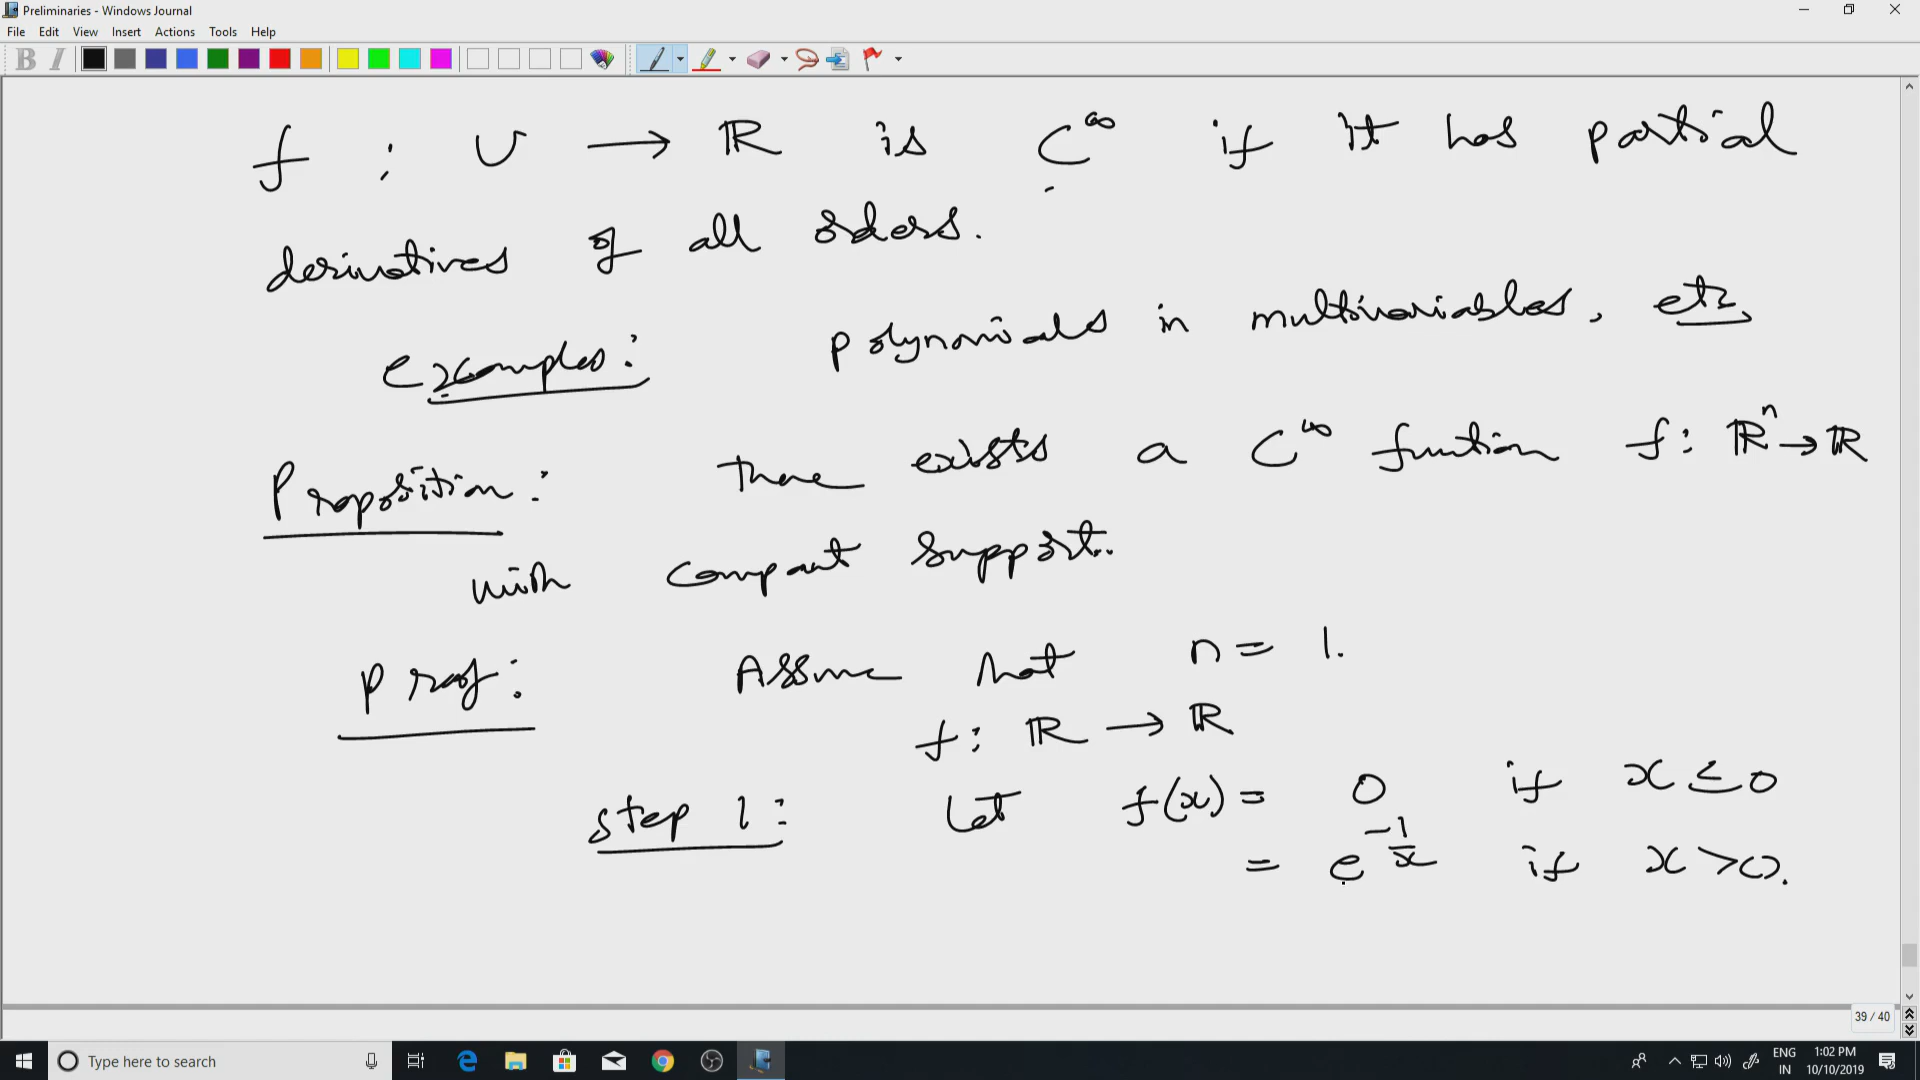 Preliminaries - Windows Journal
File Edit View Insert Actions Tools Help
B I
f : U → R is C^∞ if it has partial
derivatives of all orders.
examples: polynomials in multivariables, etc,
Proposition: there exists a C^∞ function f: R^n → R
with compact support.
proof: Assume that n = 1.
f: R → R
step 1: Let f(x) = 0 if x ≤ 0
= e^{-1/x} if x > 0.
39 / 40
Type here to search
ENG 1:02 PM
IN 10/10/2019